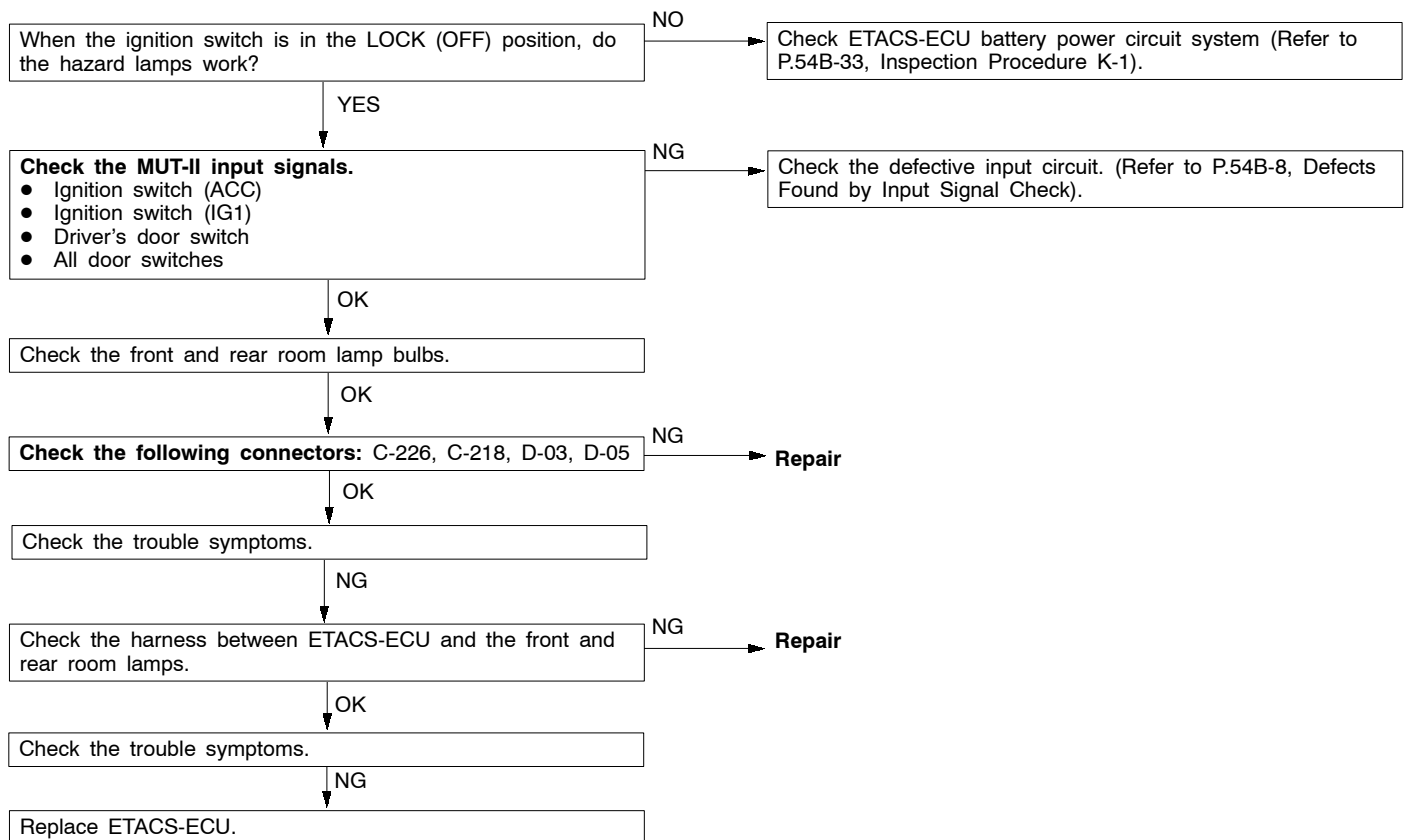 When the ignition switch is in the LOCK (OFF) position, do
the hazard lamps work?
NO
Check ETACS-ECU battery power circuit system (Refer to
P.54B-33, Inspection Procedure K-1).
YES
Check the MUT-II input signals.
● Ignition switch (ACC)
● Ignition switch (IG1)
● Driver's door switch
● All door switches
NG
Check the defective input circuit. (Refer to P.54B-8, Defects
Found by Input Signal Check).
OK
Check the front and rear room lamp bulbs.
OK
Check the following connectors: C-226, C-218, D-03, D-05
NG
Repair
OK
Check the trouble symptoms.
NG
Check the harness between ETACS-ECU and the front and
rear room lamps.
NG
Repair
OK
Check the trouble symptoms.
NG
Replace ETACS-ECU.